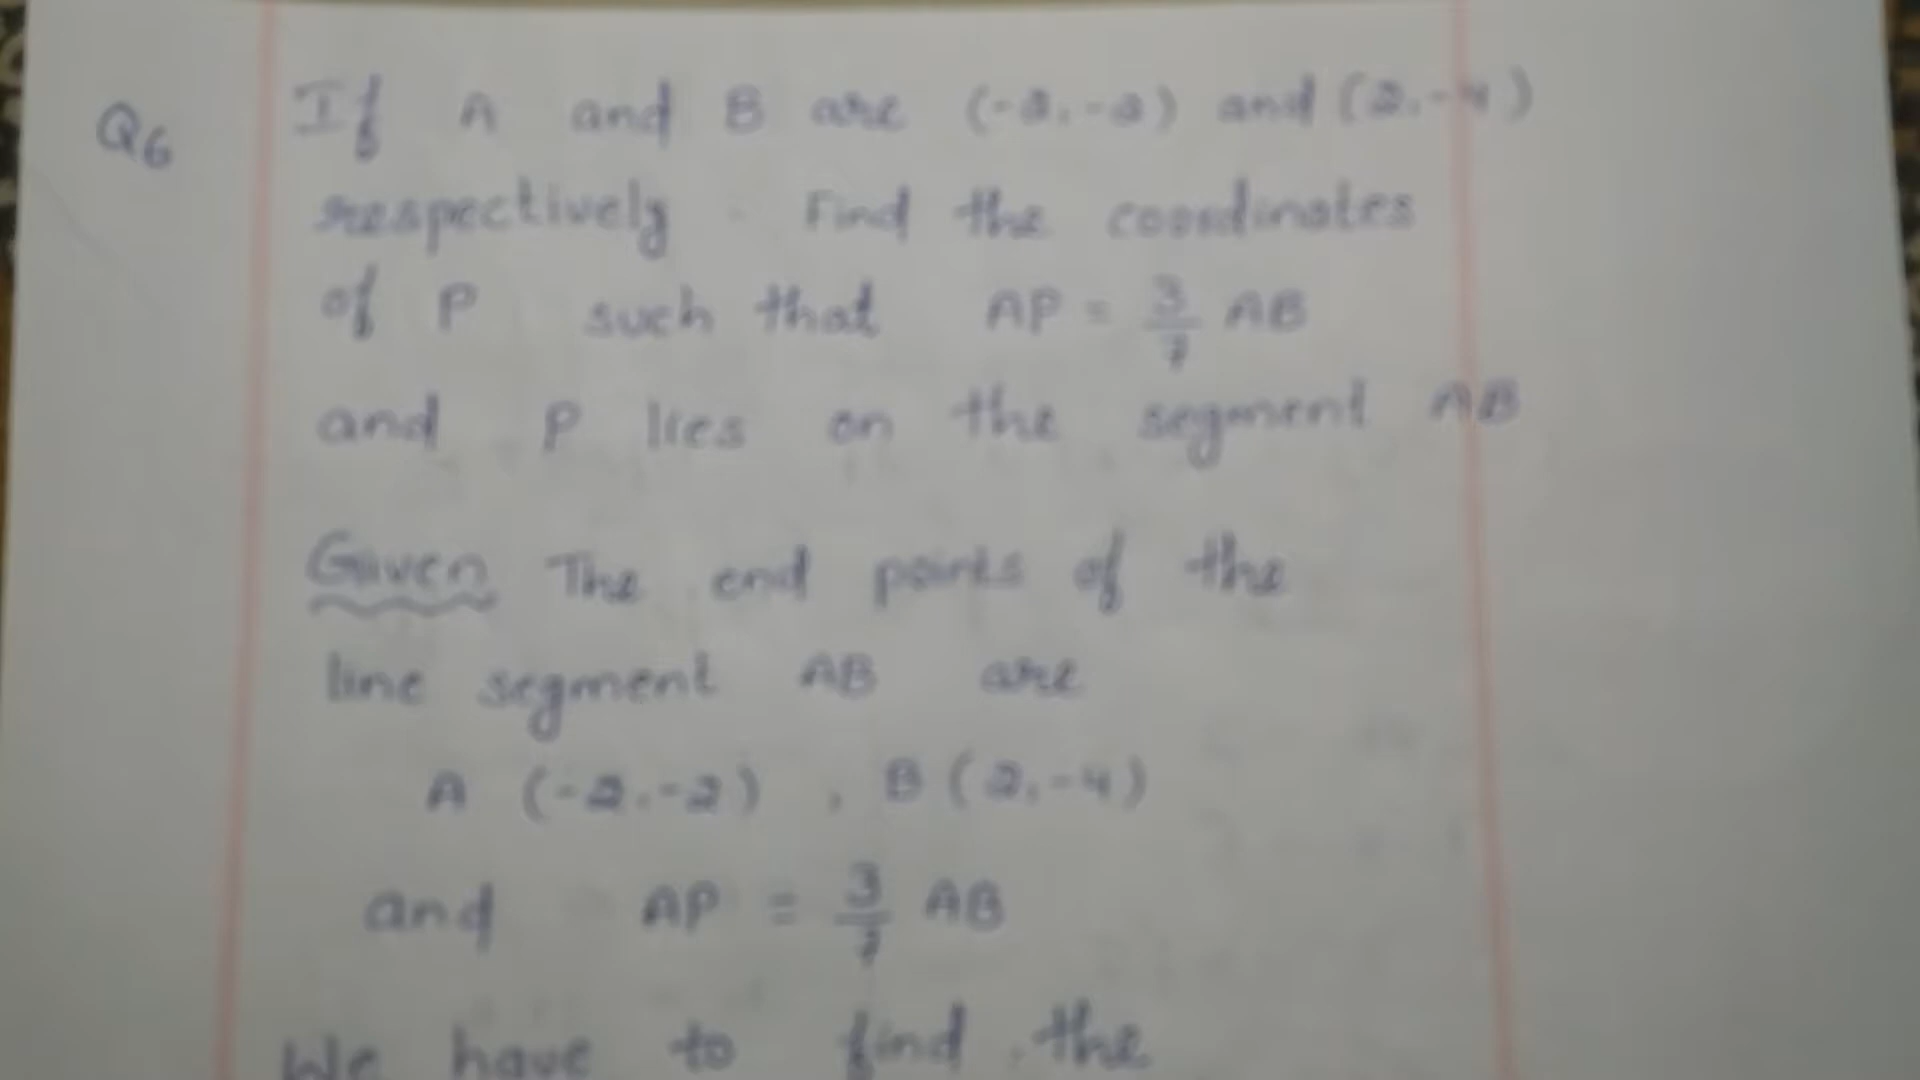 Q6 If A and B are (-2,-2) and (2,-4)
respectively. Find the coordinates
of P such that AP = 3/7 AB
and P lies on the segment AB
Given The end points of the
line segment AB are
A (-2,-2), B (2,-4)
and AP = 3/7 AB
We have to find the